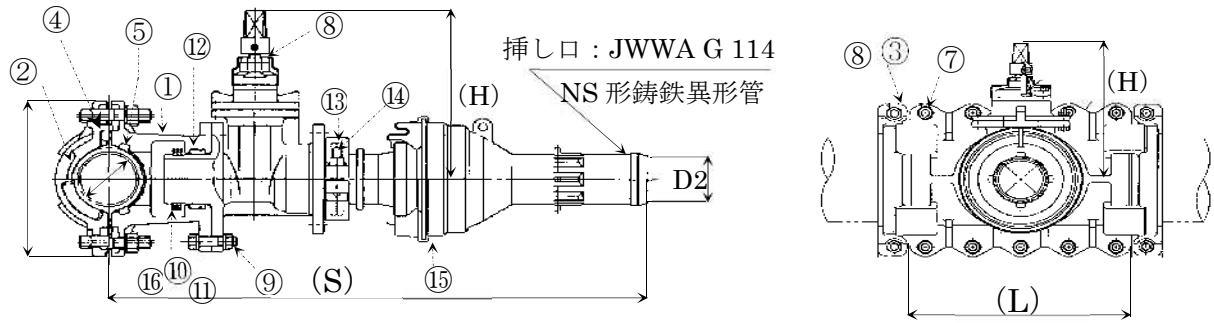 ④ ⑤ ⑫ ⑧
② ①
⑬ ⑭
(H)
挿し口：JWWA G 114
NS 形鋳鉄異形管
D2
⑯ ⑩ ⑪ ⑨ (S) ⑮
⑧ ③ ⑦
(H)
(L)